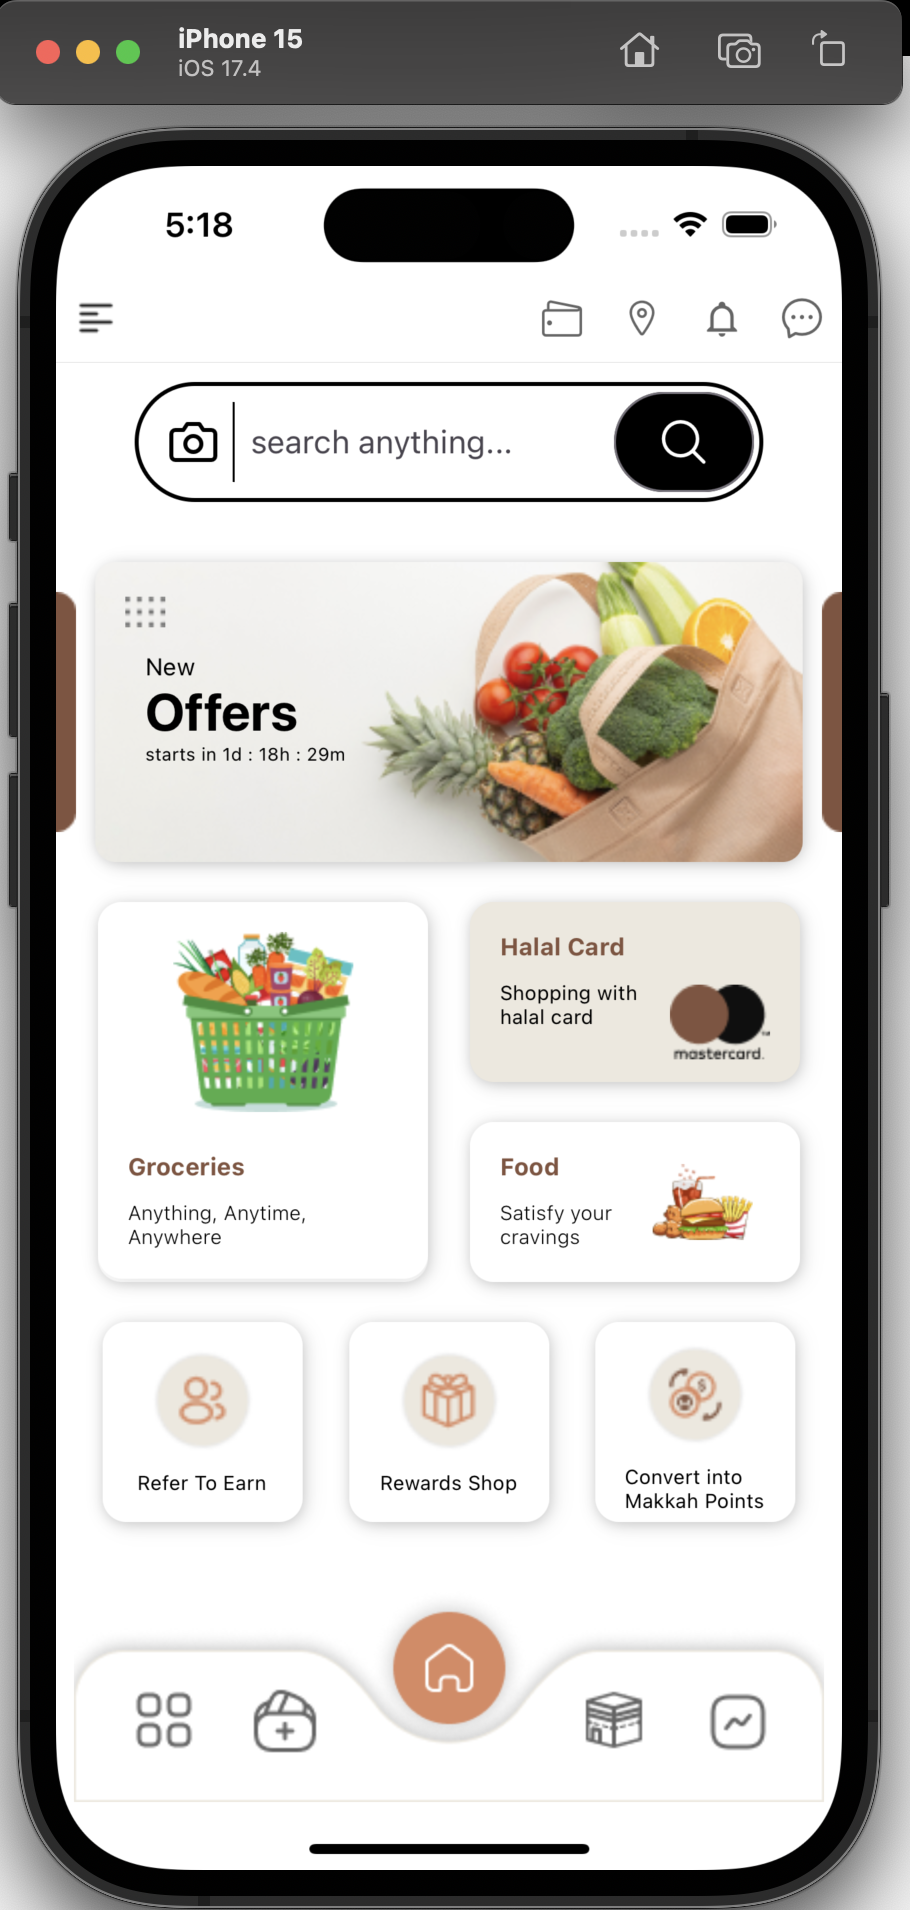 iPhone 15
iOS 17.4
5:18
search anything...
New
Offers
starts in 1d : 18h : 29m
Halal Card
Shopping with
halal card
mastercard.
Groceries
Anything, Anytime,
Anywhere
Food
Satisfy your
cravings
Refer To Earn
Rewards Shop
Convert into
Makkah Points